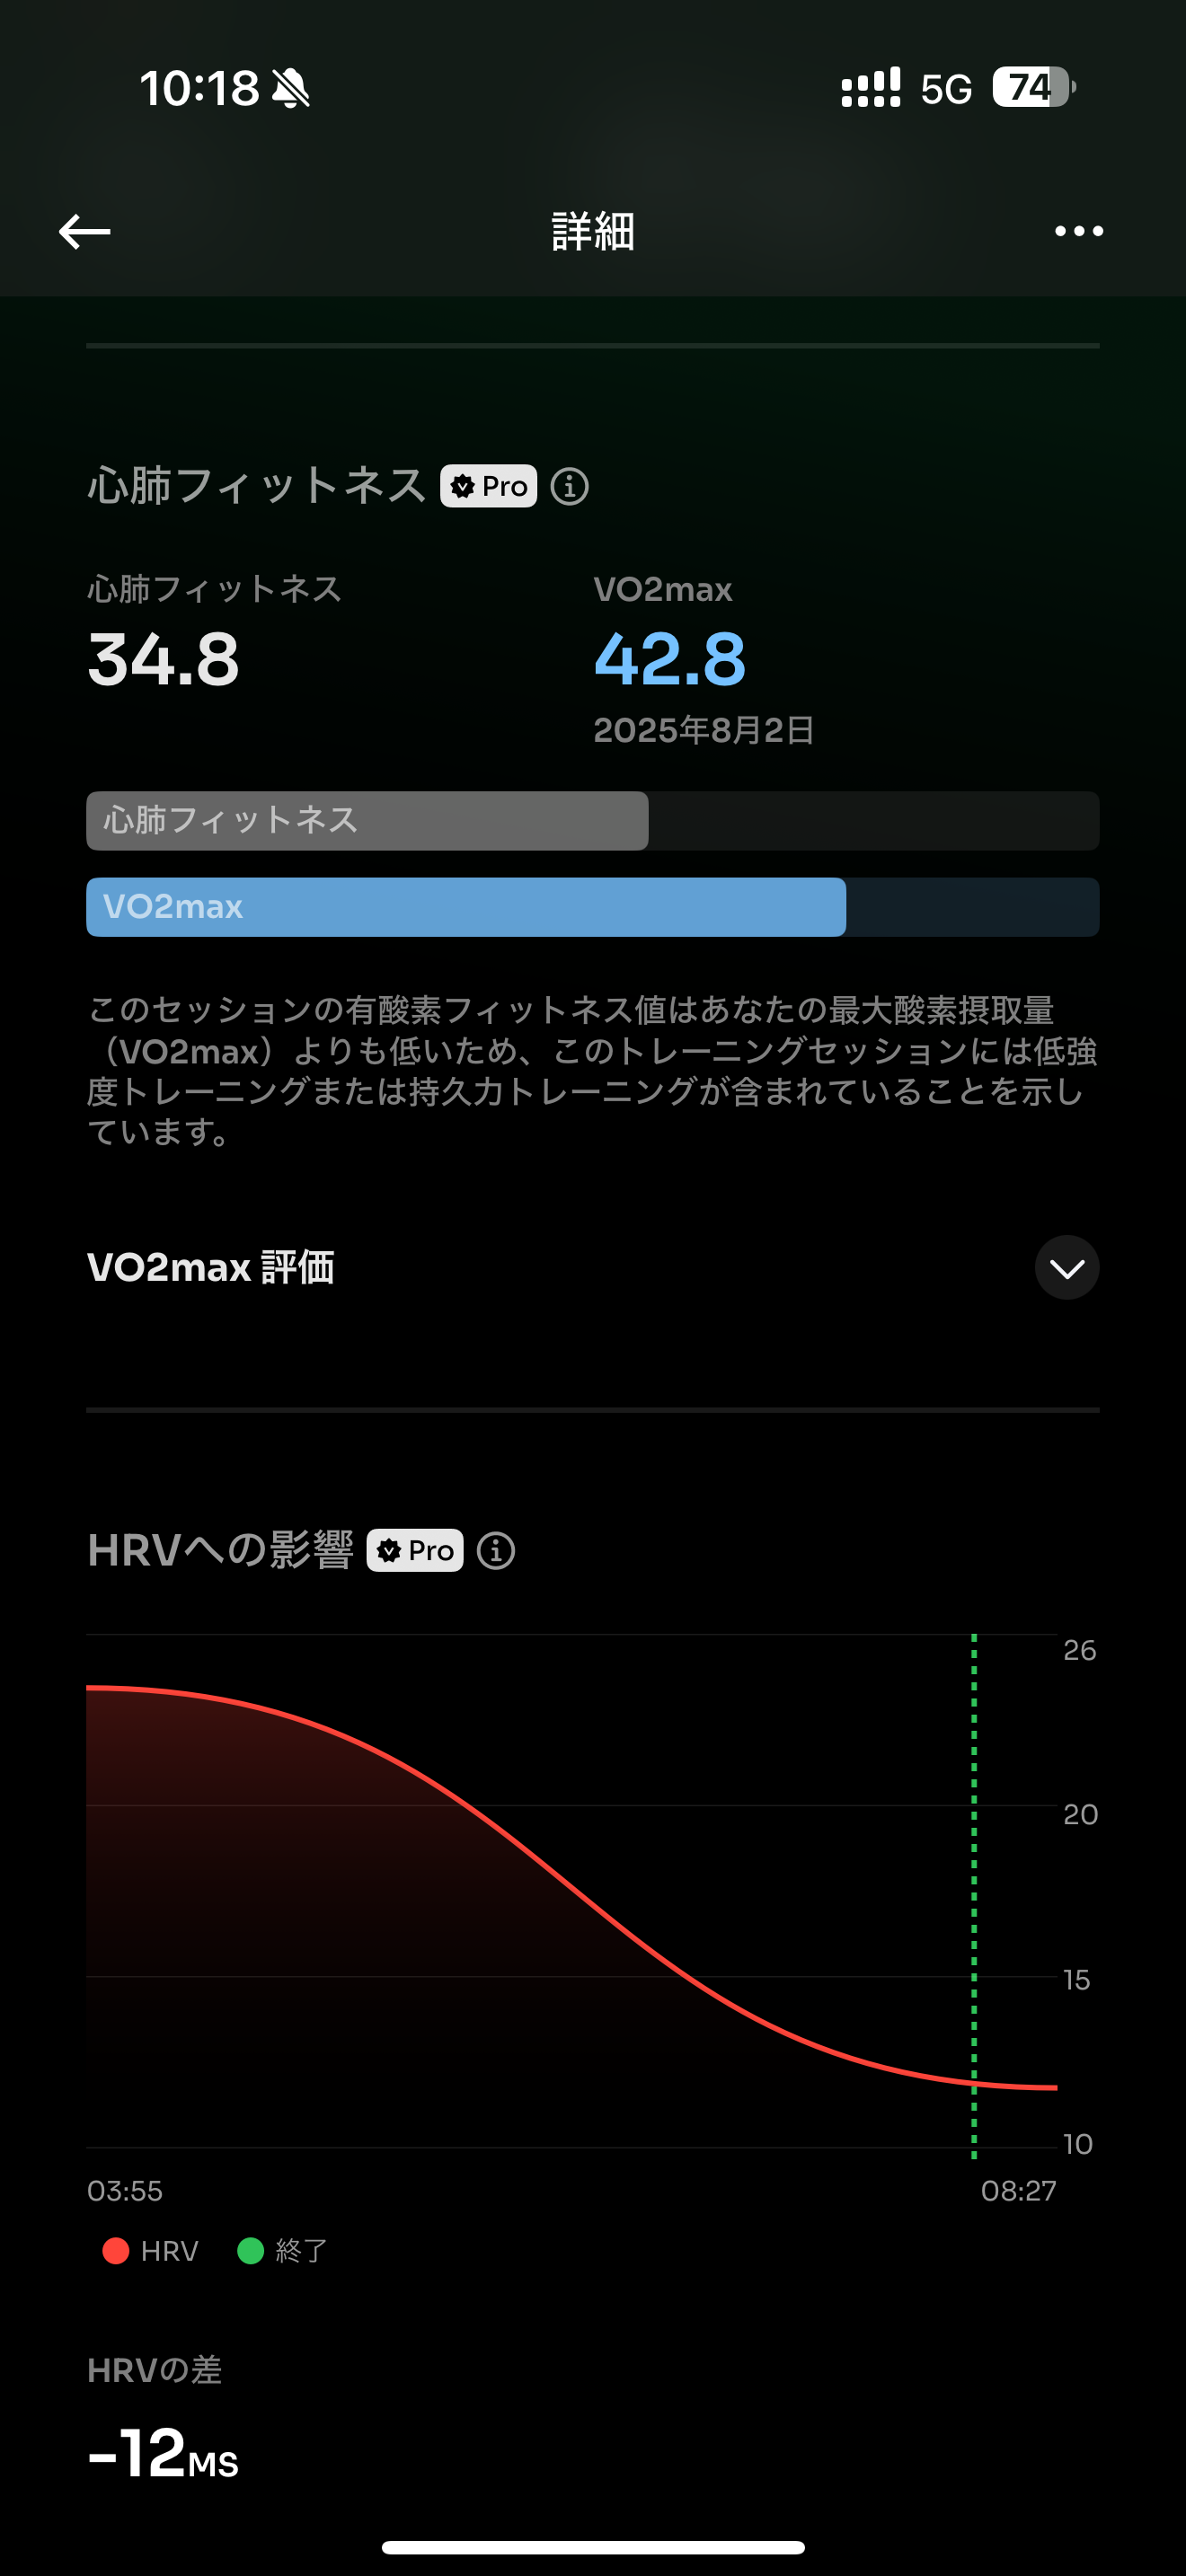 10:18 5G 74
詳細
心肺フィットネス Pro
心肺フィットネス VO2max
34.8 42.8
2025年8月2日
心肺フィットネス
VO2max
このセッションの有酸素フィットネス値はあなたの最大酸素摂取量
（VO2max）よりも低いため、このトレーニングセッションには低強
度トレーニングまたは持久力トレーニングが含まれていることを示し
ています。
VO2max 評価
HRVへの影響 Pro
26
20
15
10
03:55 08:27
HRV 終了
HRVの差
-12MS